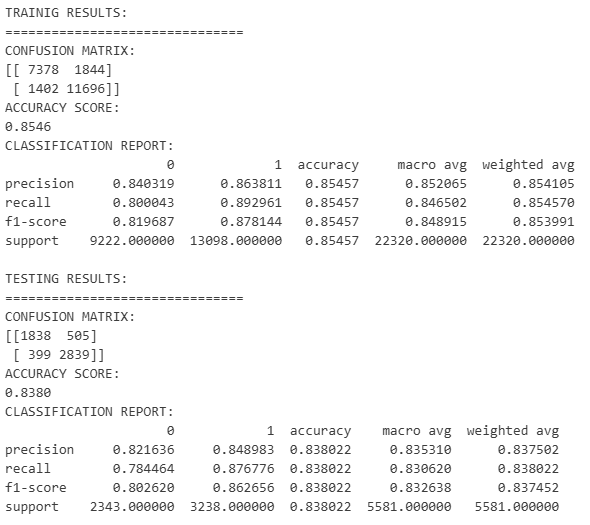 TRAINIG RESULTS:
===============================
CONFUSION MATRIX:
[[ 7378  1844]
 [ 1402 11696]]
ACCURACY SCORE:
0.8546
CLASSIFICATION REPORT:
                     0             1  accuracy     macro avg  weighted avg
precision     0.840319      0.863811   0.85457      0.852065      0.854105
recall        0.800043      0.892961   0.85457      0.846502      0.854570
f1-score      0.819687      0.878144   0.85457      0.848915      0.853991
support    9222.000000  13098.000000   0.85457  22320.000000  22320.000000
TESTING RESULTS:
===============================
CONFUSION MATRIX:
[[1838  505]
 [ 399 2839]]
ACCURACY SCORE:
0.8380
CLASSIFICATION REPORT:
                     0            1  accuracy    macro avg  weighted avg
precision     0.821636     0.848983  0.838022     0.835310      0.837502
recall        0.784464     0.876776  0.838022     0.830620      0.838022
f1-score      0.802620     0.862656  0.838022     0.832638      0.837452
support    2343.000000  3238.000000  0.838022  5581.000000   5581.000000